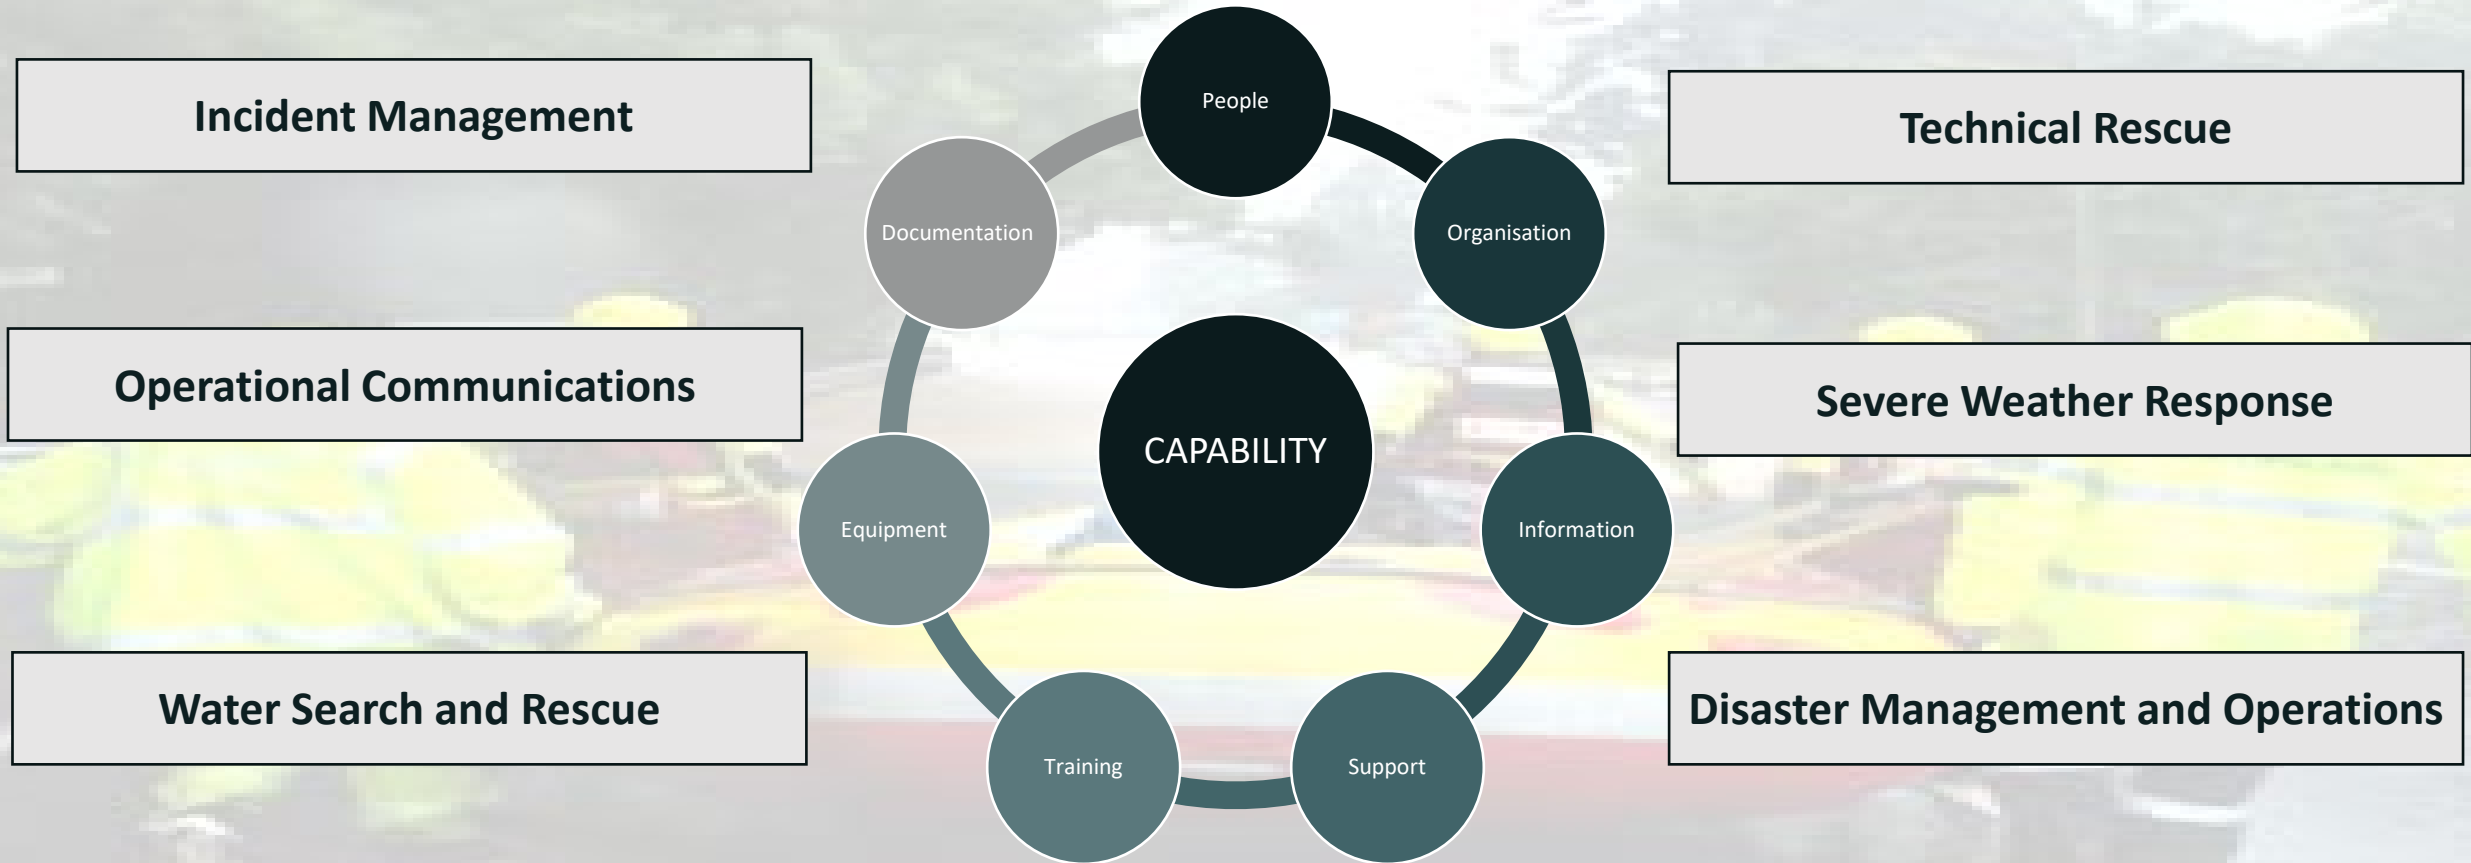 Incident Management
Operational Communications
Water Search and Rescue
People
Organisation
Information
Support
Training
Equipment
Documentation
CAPABILITY
Technical Rescue
Severe Weather Response
Disaster Management and Operations